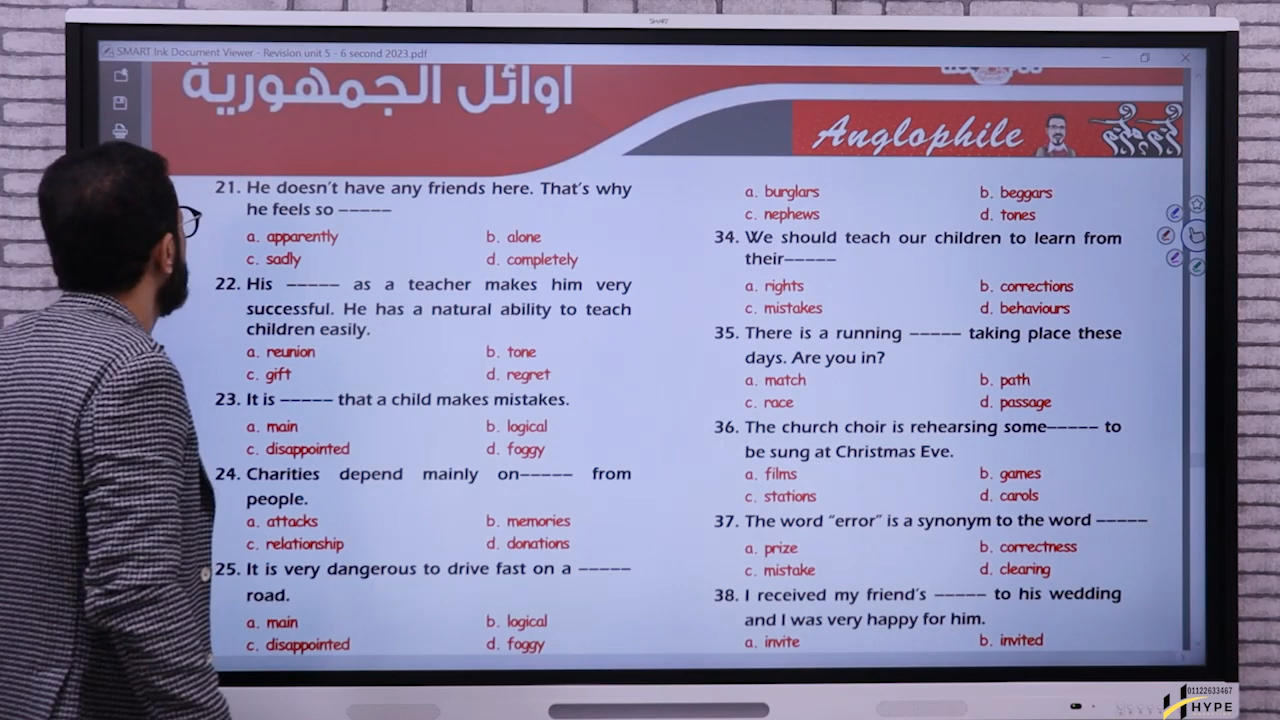 SMART
SMART Ink Document Viewer - Revision unit 5 - 6 second 2023.pdf
اوائل الجمهورية
Anglophile
21. He doesn't have any friends here. That's why
he feels so -----
a. apparently b. alone
c. sadly d. completely
22. His ----- as a teacher makes him very
successful. He has a natural ability to teach
children easily.
a. reunion b. tone
c. gift d. regret
23. It is ----- that a child makes mistakes.
a. main b. logical
c. disappointed d. foggy
24. Charities depend mainly on----- from
people.
a. attacks b. memories
c. relationship d. donations
25. It is very dangerous to drive fast on a -----
road.
a. main b. logical
c. disappointed d. foggy
a. burglars b. beggars
c. nephews d. tones
34. We should teach our children to learn from
their-----
a. rights b. corrections
c. mistakes d. behaviours
35. There is a running ----- taking place these
days. Are you in?
a. match b. path
c. race d. passage
36. The church choir is rehearsing some----- to
be sung at Christmas Eve.
a. films b. games
c. stations d. carols
37. The word “error” is a synonym to the word -----
a. prize b. correctness
c. mistake d. clearing
38. I received my friend's ----- to his wedding
and I was very happy for him.
a. invite b. invited
01122633467
HYPE